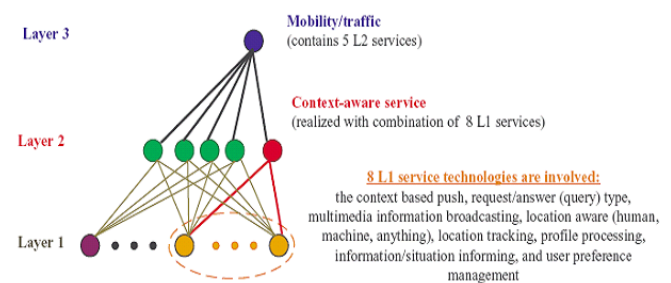 Layer 3
Mobility/traffic
(contains 5 L2 services)
Context-aware service
(realized with combination of 8 L1 services)
Layer 2
8 L1 service technologies are involved:
the context based push, request/answer (query) type,
multimedia information broadcasting, location aware (human,
machine, anything), location tracking, profile processing,
information/situation informing, and user preference
management
Layer 1